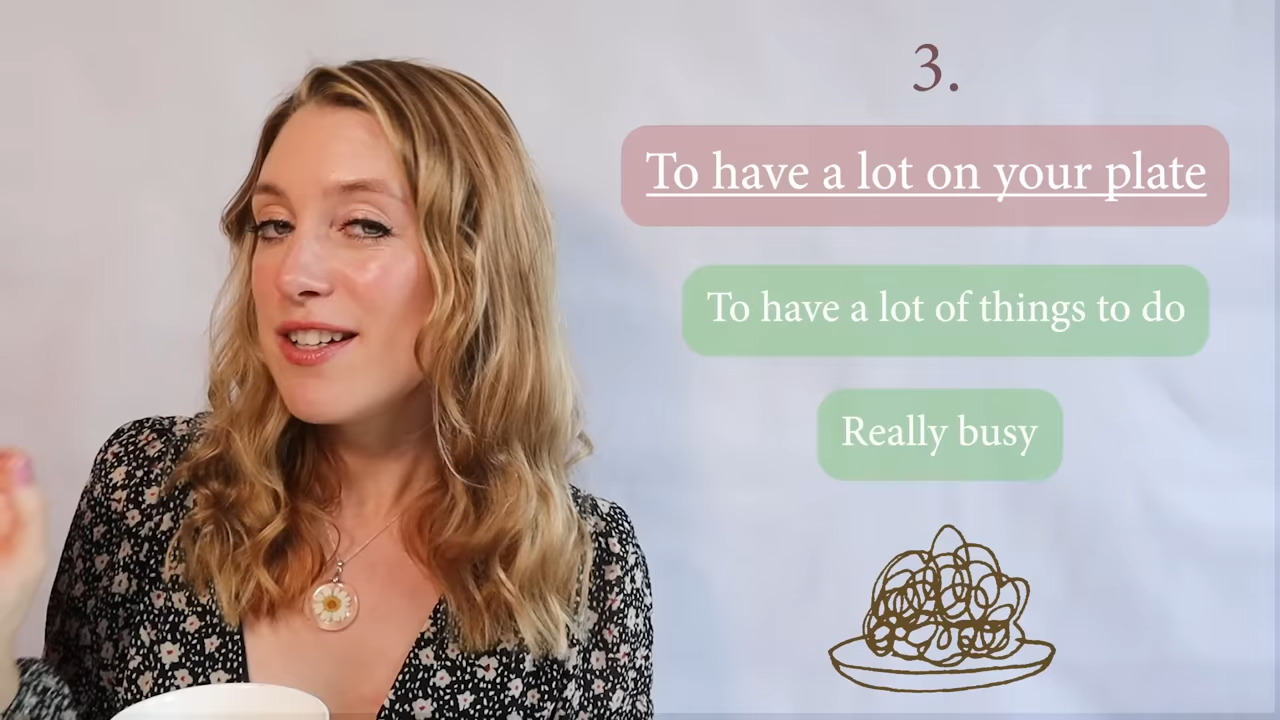 3.
To have a lot on your plate
To have a lot of things to do
Really busy